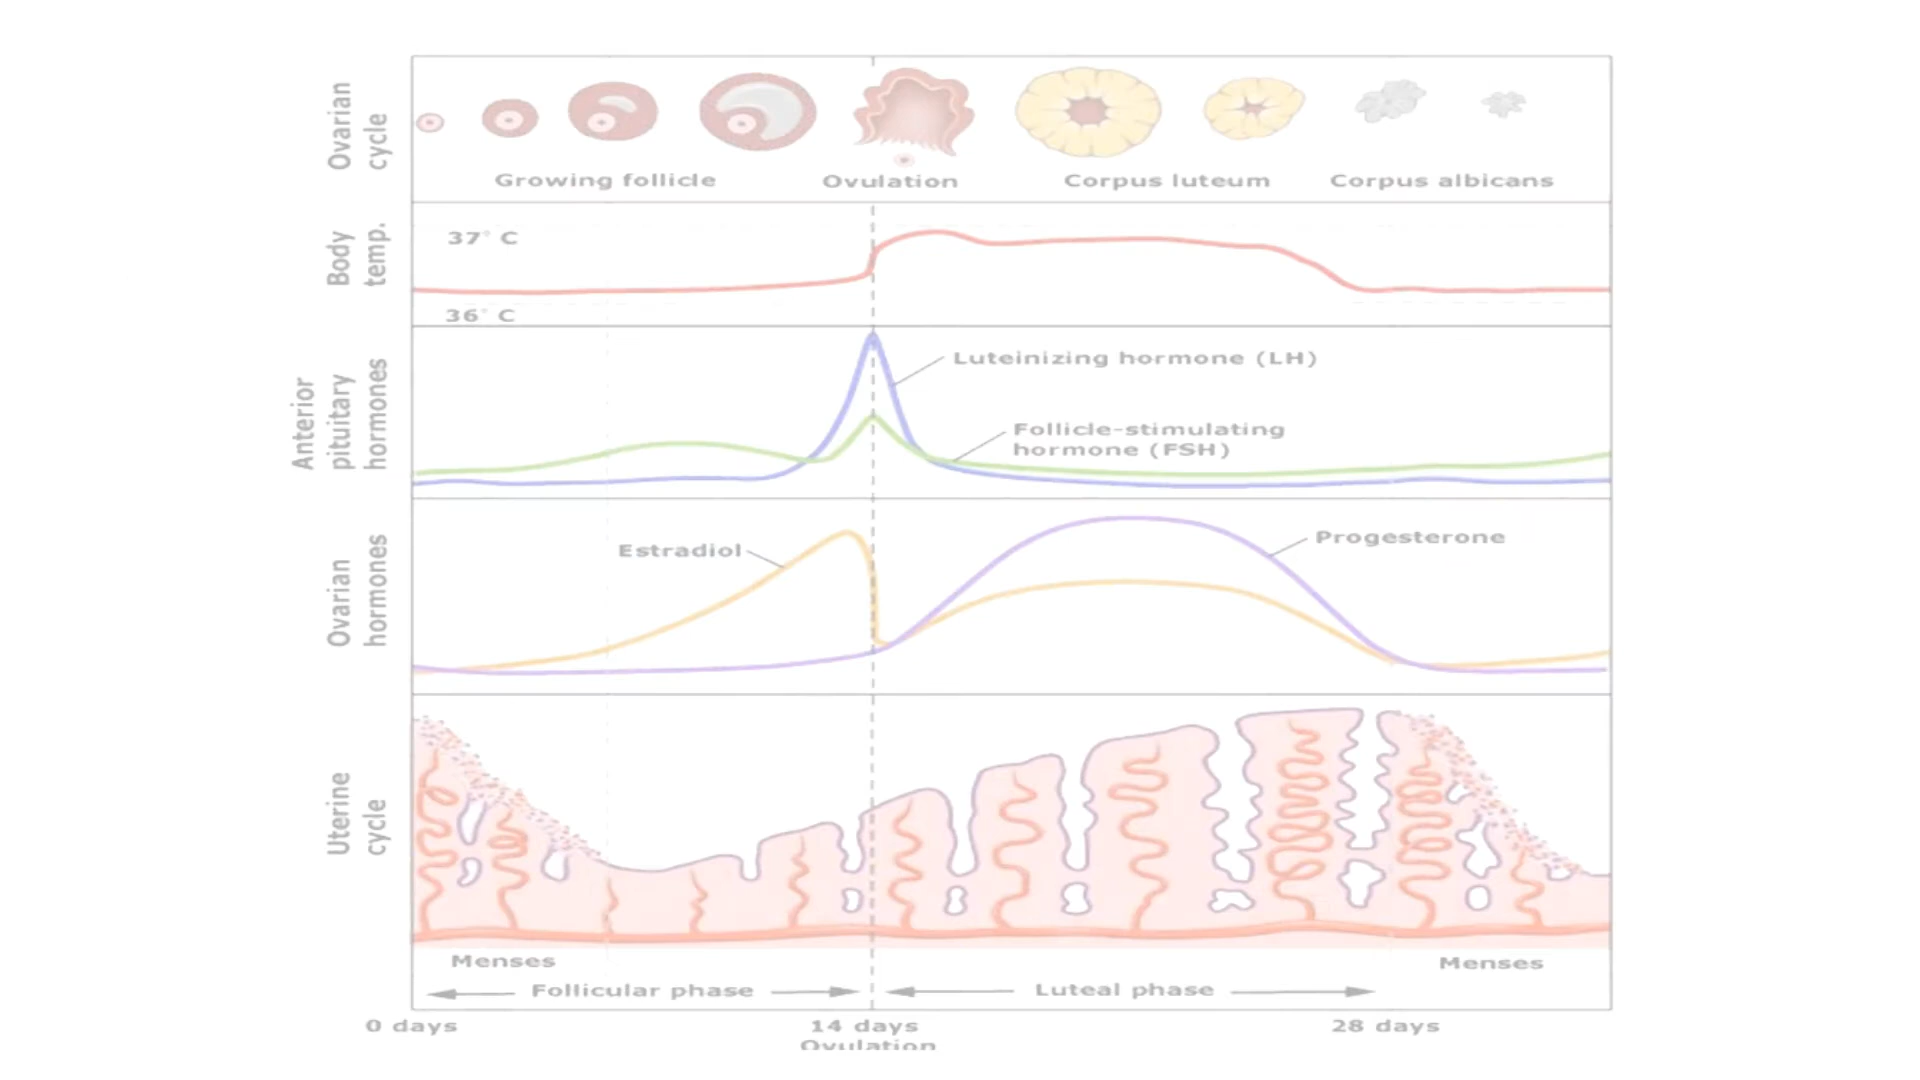 Ovarian
cycle
Growing follicle
Ovulation
Corpus luteum
Corpus albicans
Body
temp.
37° C
36° C
Anterior
pituitary
hormones
Luteinizing hormone (LH)
Follicle-stimulating
hormone (FSH)
Ovarian
hormones
Estradiol
Progesterone
Uterine
cycle
Menses
Menses
Follicular phase
Luteal phase
0 days
14 days
28 days
Ovulation